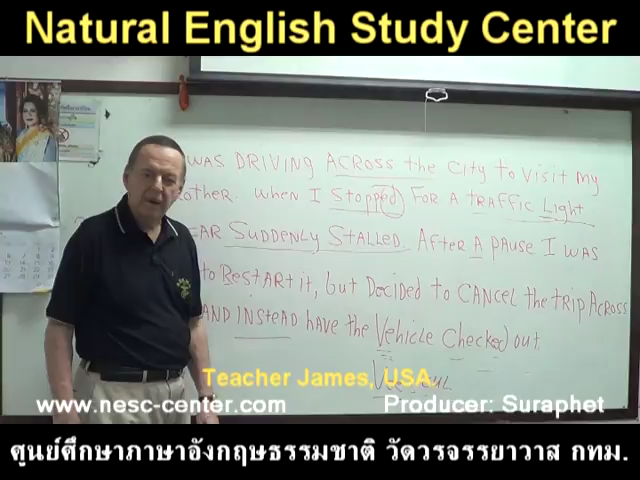 Natural English Study Center
WAS DRIVING ACROSS the City to Visit my
other. When I Stopped For a traffic Light
Suddenly Stalled. After A PAUSE I WAS
to RestARt it, but Decided to CANCEL the tRIP ACROSS
AND INStEAD have the Vehicle Checked out.
Teacher James, USA
www.nesc-center.com Producer: Suraphet
ศูนย์ศึกษาภาษาอังกฤษธรรมชาติ วัดวรจรรยาวาส กทม.